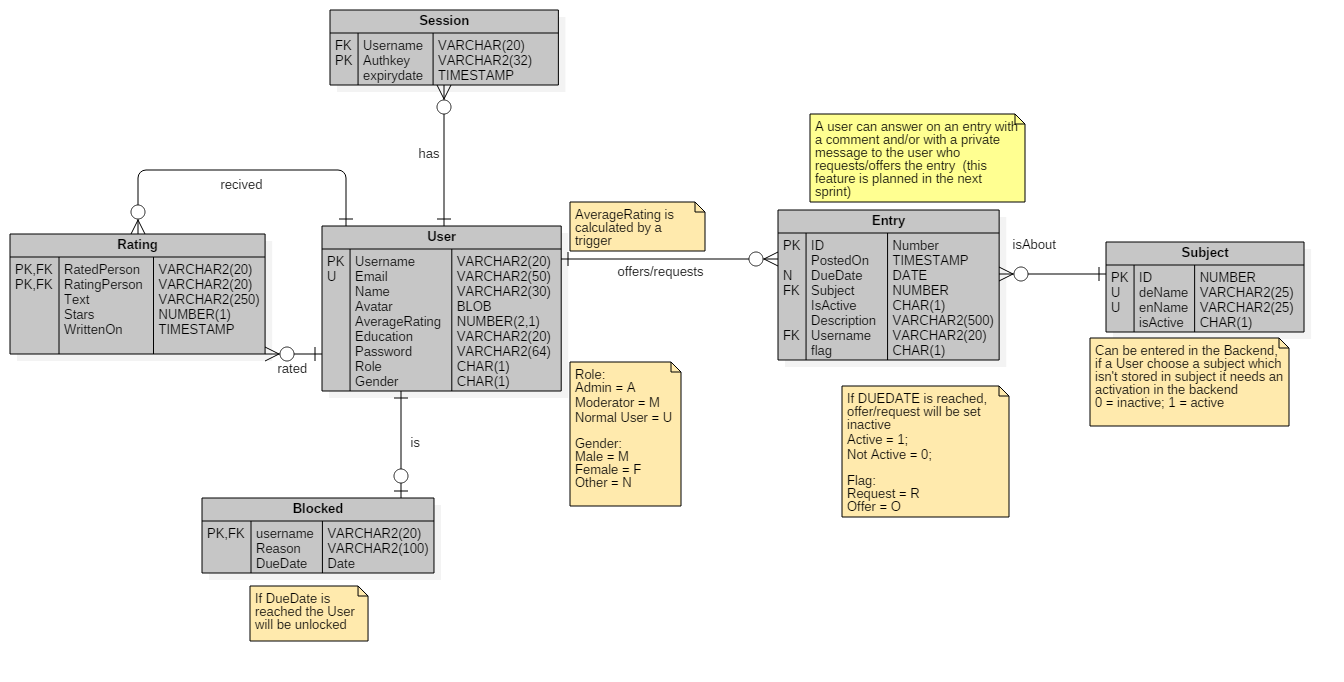 Session
FK Username VARCHAR(20)
PK Authkey VARCHAR2(32)
expirydate TIMESTAMP
has
recived
Rating
PK,FK RatedPerson VARCHAR2(20)
PK,FK RatingPerson VARCHAR2(20)
Text VARCHAR2(250)
Stars NUMBER(1)
WrittenOn TIMESTAMP
rated
User
PK Username VARCHAR2(20)
U Email VARCHAR2(50)
Name VARCHAR2(30)
Avatar BLOB
AverageRating NUMBER(2,1)
Education VARCHAR2(20)
Password VARCHAR2(64)
Role CHAR(1)
Gender CHAR(1)
is
Blocked
PK,FK username VARCHAR2(20)
Reason VARCHAR2(100)
DueDate Date
If DueDate is
reached the User
will be unlocked
AverageRating is
calculated by a
trigger
offers/requests
Role:
Admin = A
Moderator = M
Normal User = U
Gender:
Male = M
Female = F
Other = N
A user can answer on an entry with
a comment and/or with a private
message to the user who
requests/offers the entry (this
feature is planned in the next
sprint)
Entry
PK ID Number
PostedOn TIMESTAMP
N DueDate DATE
FK Subject NUMBER
IsActive CHAR(1)
Description VARCHAR2(500)
FK Username VARCHAR2(20)
flag CHAR(1)
If DUEDATE is reached,
offer/request will be set
inactive
Active = 1;
Not Active = 0;
Flag:
Request = R
Offer = O
isAbout
Subject
PK ID NUMBER
U deName VARCHAR2(25)
U enName VARCHAR2(25)
isActive CHAR(1)
Can be entered in the Backend,
if a User choose a subject which
isn't stored in subject it needs an
activation in the backend
0 = inactive; 1 = active